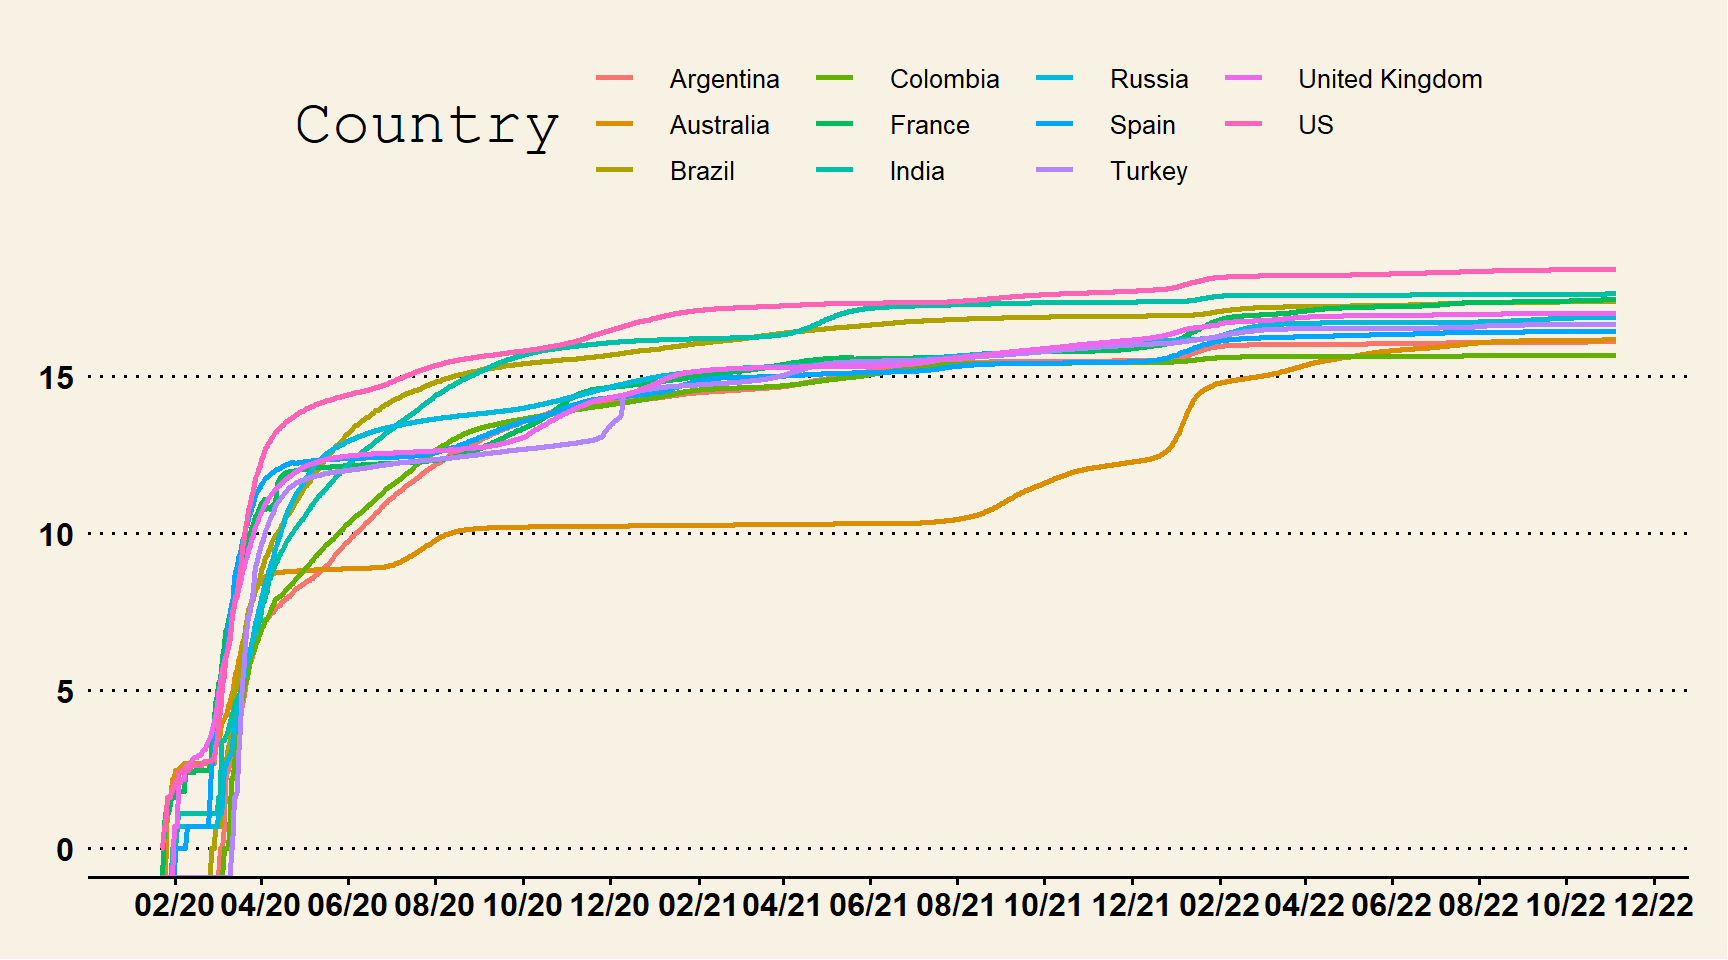 Argentina Colombia Russia United Kingdom
Country
Australia France Spain US
Brazil India Turkey
15
10
5
0
02/20 04/20 06/20 08/20 10/20 12/20 02/21 04/21 06/21 08/21 10/21 12/21 02/22 04/22 06/22 08/22 10/22 12/22